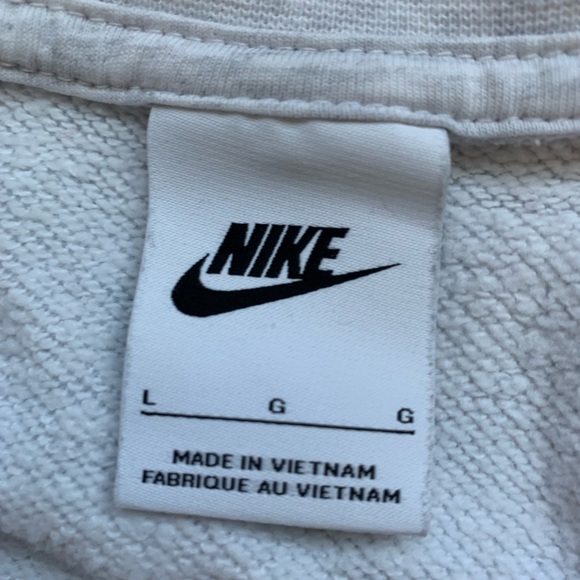 NIKE
L G G
MADE IN VIETNAM
FABRIQUE AU VIETNAM